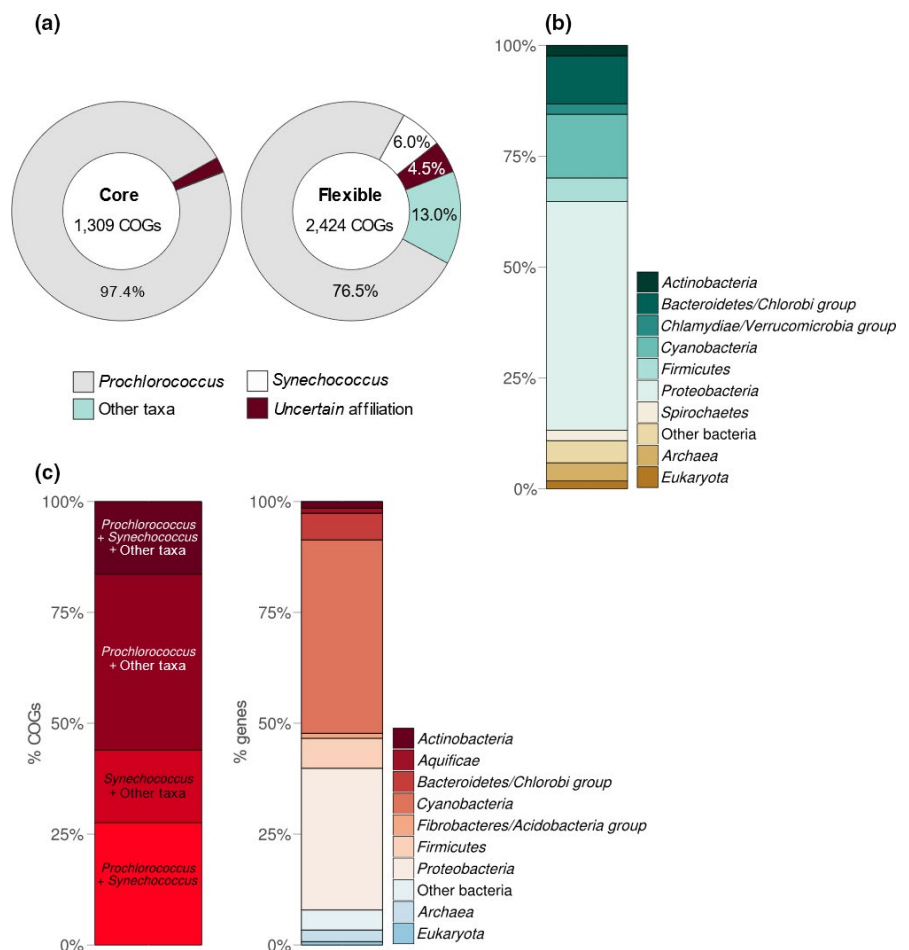 (a)
Core
1,309 COGs
97.4%
Flexible
2,424 COGs
6.0%
4.5%
13.0%
76.5%
Prochlorococcus
Synechococcus
Other taxa
Uncertain affiliation
(b)
100%
75%
50%
25%
0%
Actinobacteria
Bacteroidetes/Chlorobi group
Chlamydiae/Verrucomicrobia group
Cyanobacteria
Firmicutes
Proteobacteria
Spirochaetes
Other bacteria
Archaea
Eukaryota
(c)
% COGs
100%
75%
50%
25%
0%
Prochlorococcus
+ Synechococcus
+ Other taxa
Prochlorococcus
+ Other taxa
Synechococcus
+ Other taxa
Prochlorococcus
+ Synechococcus
% genes
100%
75%
50%
25%
0%
Actinobacteria
Aquificae
Bacteroidetes/Chlorobi group
Cyanobacteria
Fibrobacteres/Acidobacteria group
Firmicutes
Proteobacteria
Other bacteria
Archaea
Eukaryota